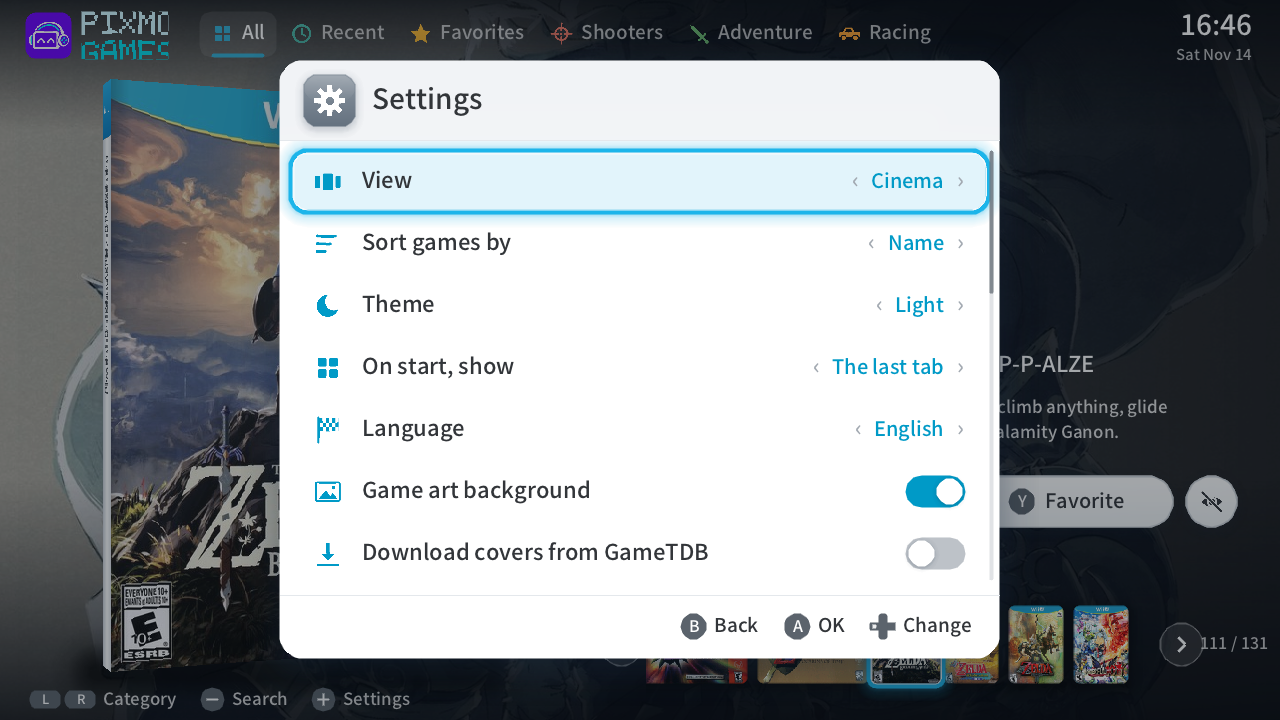 PIXMO
GAMES
All
Recent
Favorites
Shooters
Adventure
Racing
16:46
Sat Nov 14
Settings
View
‹ Cinema ›
Sort games by
‹ Name ›
Theme
‹ Light ›
On start, show
‹ The last tab ›
Language
‹ English ›
Game art background
Download covers from GameTDB
B Back
A OK
Change
P-P-ALZE
climb anything, glide
alamity Ganon.
Y Favorite
EVERYONE 10+
E
10+
ESRB
111 / 131
L R Category
Search
Settings